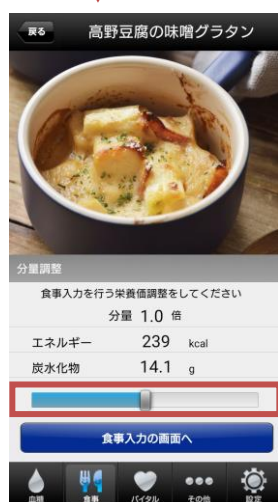 戻る 高野豆腐の味噌グラタン
分量調整
食事入力を行う栄養価調整をしてください
分量 1.0 倍
エネルギー 239 kcal
炭水化物 14.1 g
食事入力の画面へ
血糖 食事 バイタル その他 設定